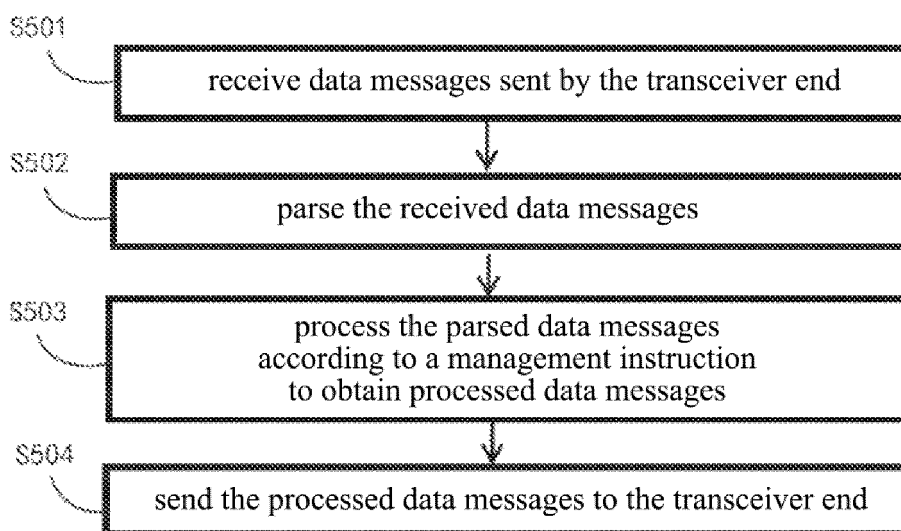 S501
receive data messages sent by the transceiver end
S502
parse the received data messages
S503
process the parsed data messages
according to a management instruction
to obtain processed data messages
S504
send the processed data messages to the transceiver end